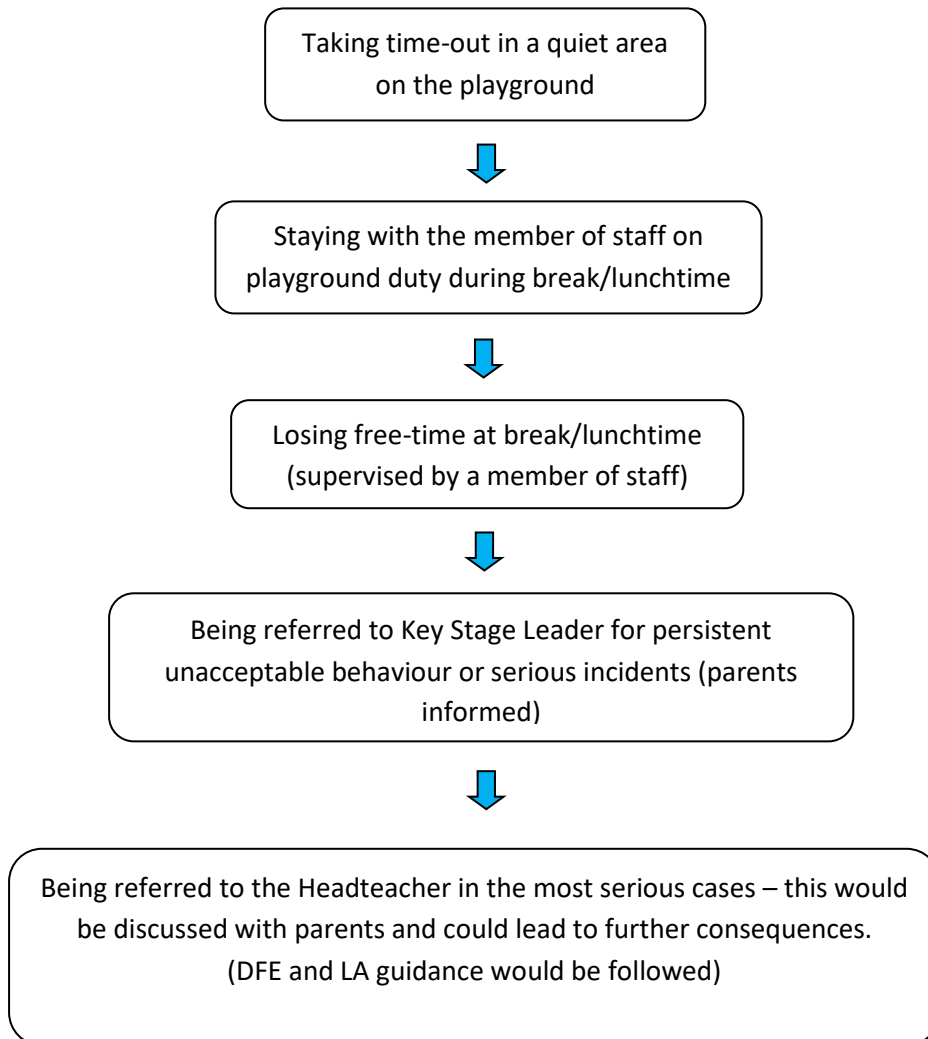 Taking time-out in a quiet area
on the playground
Staying with the member of staff on
playground duty during break/lunchtime
Losing free-time at break/lunchtime
(supervised by a member of staff)
Being referred to Key Stage Leader for persistent
unacceptable behaviour or serious incidents (parents
informed)
Being referred to the Headteacher in the most serious cases – this would
be discussed with parents and could lead to further consequences.
(DFE and LA guidance would be followed)